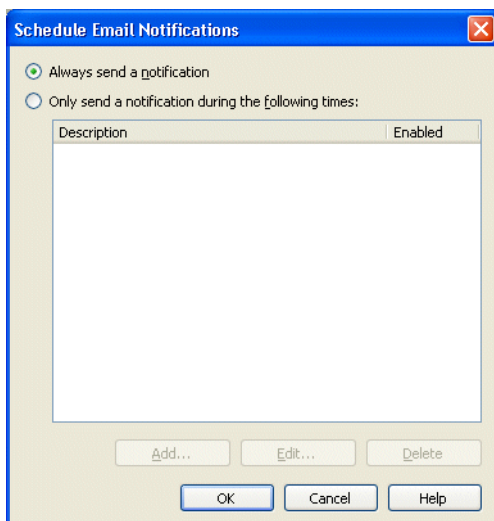 Schedule Email Notifications
Always send a notification
Only send a notification during the following times:
Description Enabled
Add... Edit... Delete
OK Cancel Help